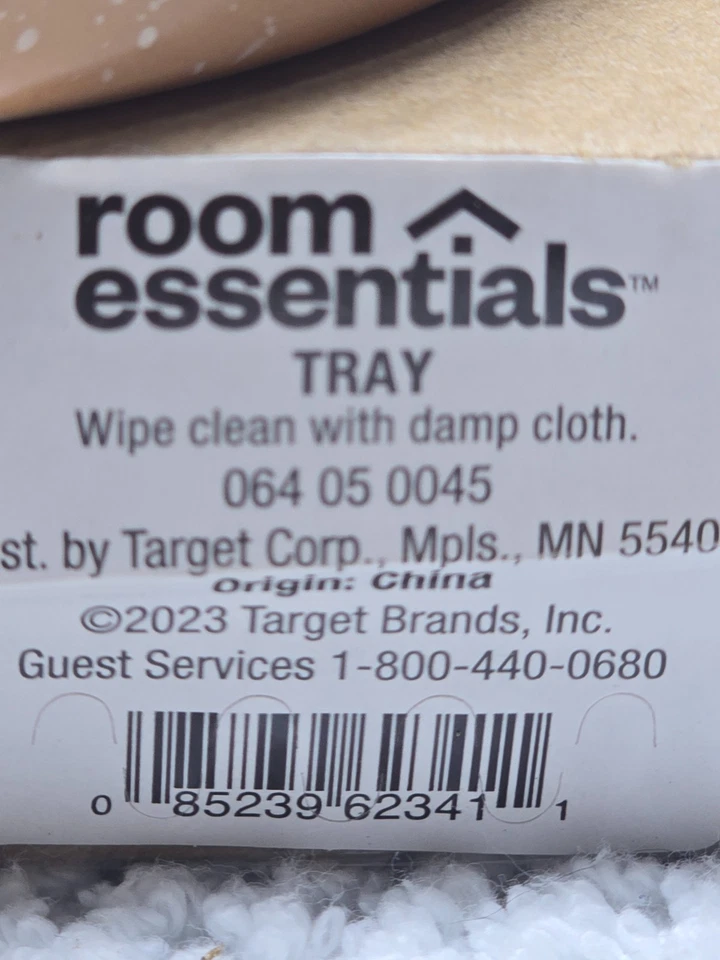 room
essentials™
TRAY
Wipe clean with damp cloth.
064 05 0045
st. by Target Corp., Mpls., MN 5540
Origin: China
©2023 Target Brands, Inc.
Guest Services 1-800-440-0680
0 85239 62341 1